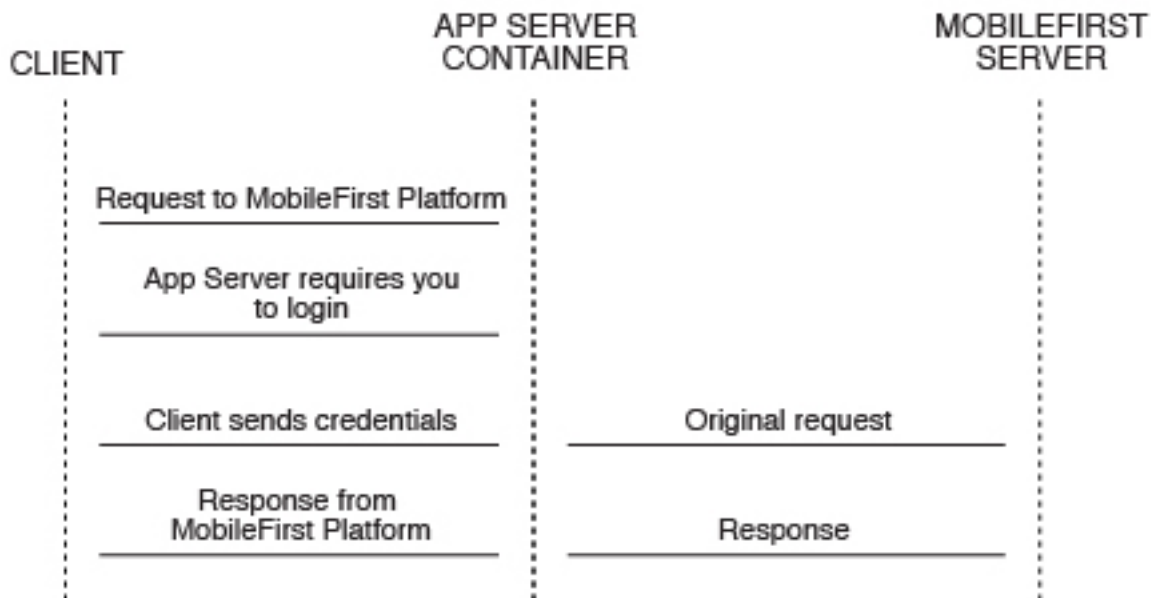 CLIENT
APP SERVER
CONTAINER
MOBILEFIRST
SERVER
Request to MobileFirst Platform
App Server requires you
to login
Client sends credentials
Original request
Response from
MobileFirst Platform
Response